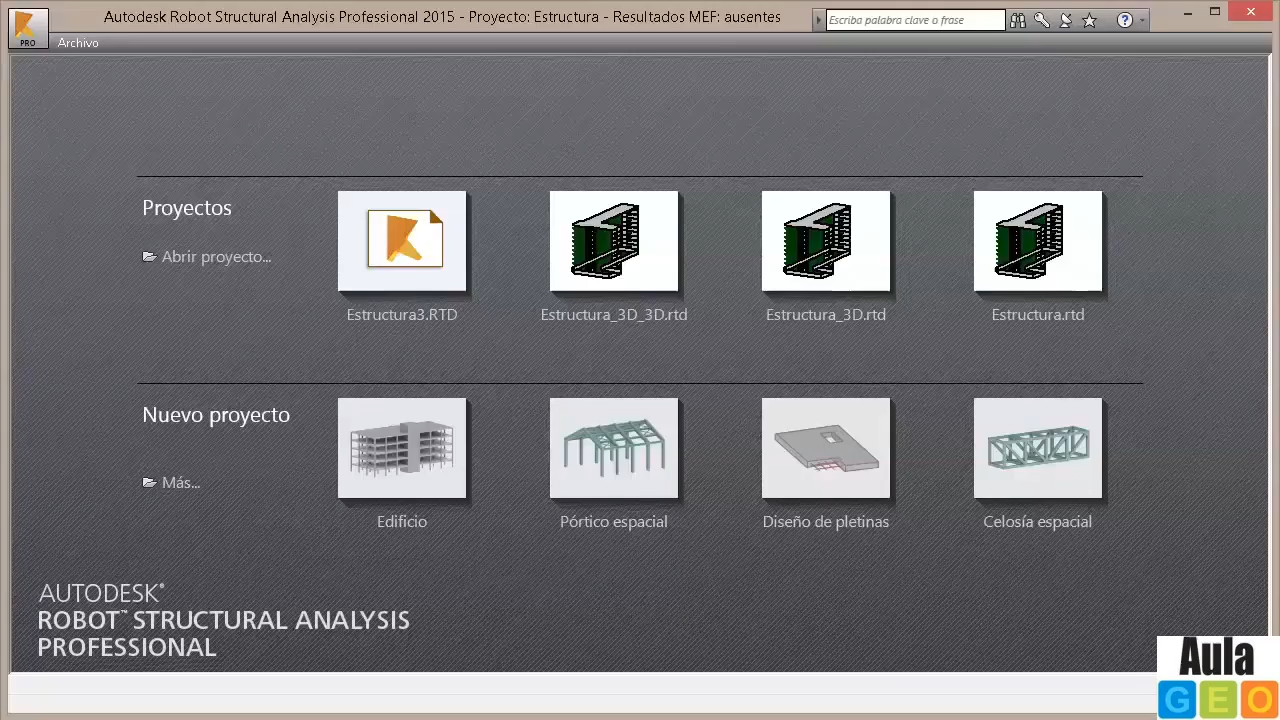 Autodesk Robot Structural Analysis Professional 2015 - Proyecto: Estructura - Resultados MEF: ausentes
Escriba palabra clave o frase
PRO
Archivo
Proyectos
Abrir proyecto...
Estructura3.RTD
Estructura_3D_3D.rtd
Estructura_3D.rtd
Estructura.rtd
Nuevo proyecto
Más...
Edificio
Pórtico espacial
Diseño de pletinas
Celosía espacial
AUTODESK®
ROBOT™ STRUCTURAL ANALYSIS
PROFESSIONAL
Aula
GEO